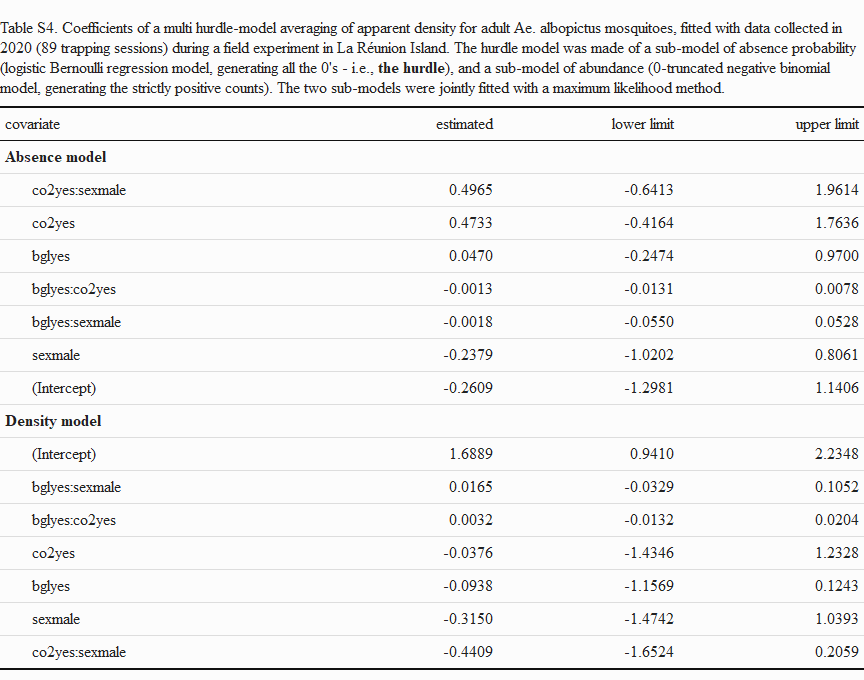 Table S4. Coefficients of a multi hurdle-model averaging of apparent density for adult Ae. albopictus mosquitoes, fitted with data collected in
2020 (89 trapping sessions) during a field experiment in La Réunion Island. The hurdle model was made of a sub-model of absence probability
(logistic Bernoulli regression model, generating all the 0's - i.e., the hurdle), and a sub-model of abundance (0-truncated negative binomial
model, generating the strictly positive counts). The two sub-models were jointly fitted with a maximum likelihood method.
covariate estimated lower limit upper limit
Absence model
co2yes:sexmale 0.4965 -0.6413 1.9614
co2yes 0.4733 -0.4164 1.7636
bglyes 0.0470 -0.2474 0.9700
bglyes:co2yes -0.0013 -0.0131 0.0078
bglyes:sexmale -0.0018 -0.0550 0.0528
sexmale -0.2379 -1.0202 0.8061
(Intercept) -0.2609 -1.2981 1.1406
Density model
(Intercept) 1.6889 0.9410 2.2348
bglyes:sexmale 0.0165 -0.0329 0.1052
bglyes:co2yes 0.0032 -0.0132 0.0204
co2yes -0.0376 -1.4346 1.2328
bglyes -0.0938 -1.1569 0.1243
sexmale -0.3150 -1.4742 1.0393
co2yes:sexmale -0.4409 -1.6524 0.2059